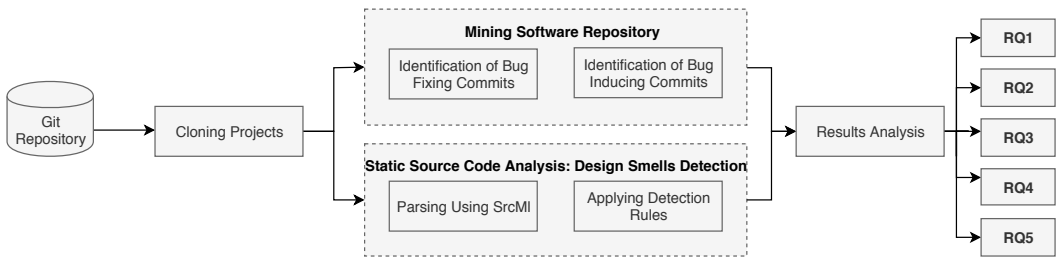 Git
Repository
Cloning Projects
Mining Software Repository
Identification of Bug
Fixing Commits
Identification of Bug
Inducing Commits
Static Source Code Analysis: Design Smells Detection
Parsing Using SrcMl
Applying Detection
Rules
Results Analysis
RQ1
RQ2
RQ3
RQ4
RQ5